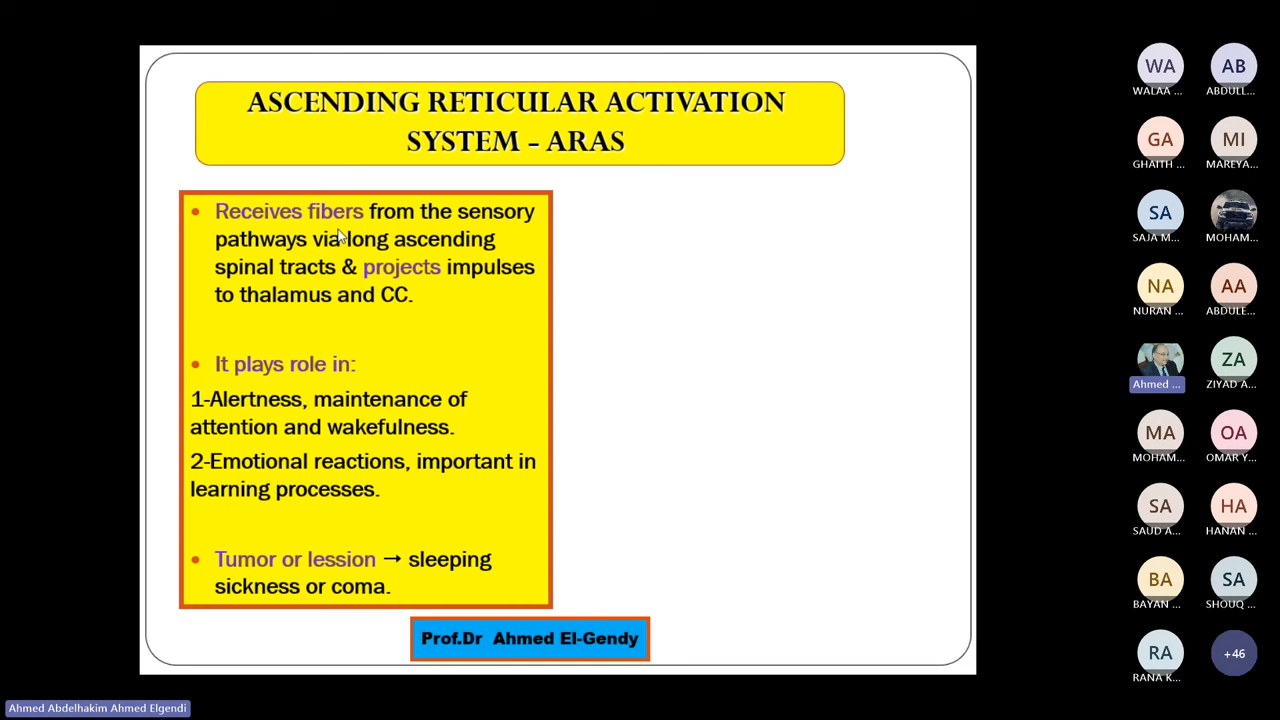 ASCENDING RETICULAR ACTIVATION
SYSTEM – ARAS
• Receives fibers from the sensory
pathways via long ascending
spinal tracts & projects impulses
to thalamus and CC.
• It plays role in:
1-Alertness, maintenance of
attention and wakefulness.
2-Emotional reactions, important in
learning processes.
• Tumor or lession → sleeping
sickness or coma.
Prof.Dr Ahmed El-Gendy
WA
WALAA ...
AB
ABDULL...
GA
GHAITH ...
MI
MAREYA...
SA
SAJA M...
MOHAM...
NA
NURAN ...
AA
ABDULE...
Ahmed ...
ZA
ZIYAD A...
MA
MOHAM...
OA
OMAR Y...
SA
SAUD A...
HA
HANAN ...
BA
BAYAN ...
SA
SHOUQ ...
RA
RANA K...
+46
Ahmed Abdelhakim Ahmed Elgendi